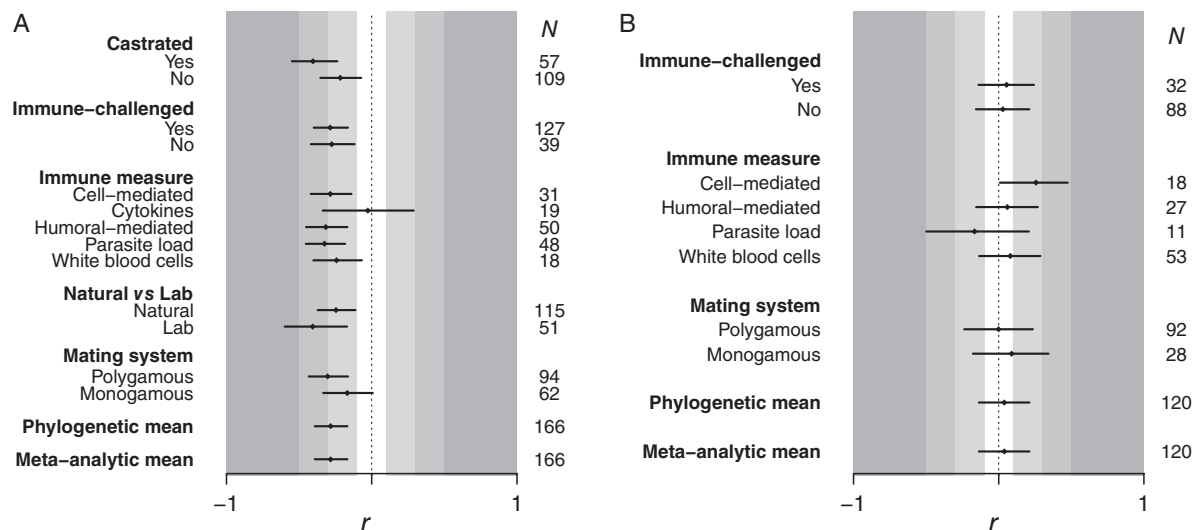 A
N
Castrated
Yes 57
No 109
Immune−challenged
Yes 127
No 39
Immune measure
Cell−mediated 31
Cytokines 19
Humoral−mediated 50
Parasite load 48
White blood cells 18
Natural vs Lab
Natural 115
Lab 51
Mating system
Polygamous 94
Monogamous 62
Phylogenetic mean 166
Meta−analytic mean 166
−1 1
r
B
N
Immune−challenged
Yes 32
No 88
Immune measure
Cell−mediated 18
Humoral−mediated 27
Parasite load 11
White blood cells 53
Mating system
Polygamous 92
Monogamous 28
Phylogenetic mean 120
Meta−analytic mean 120
−1 1
r